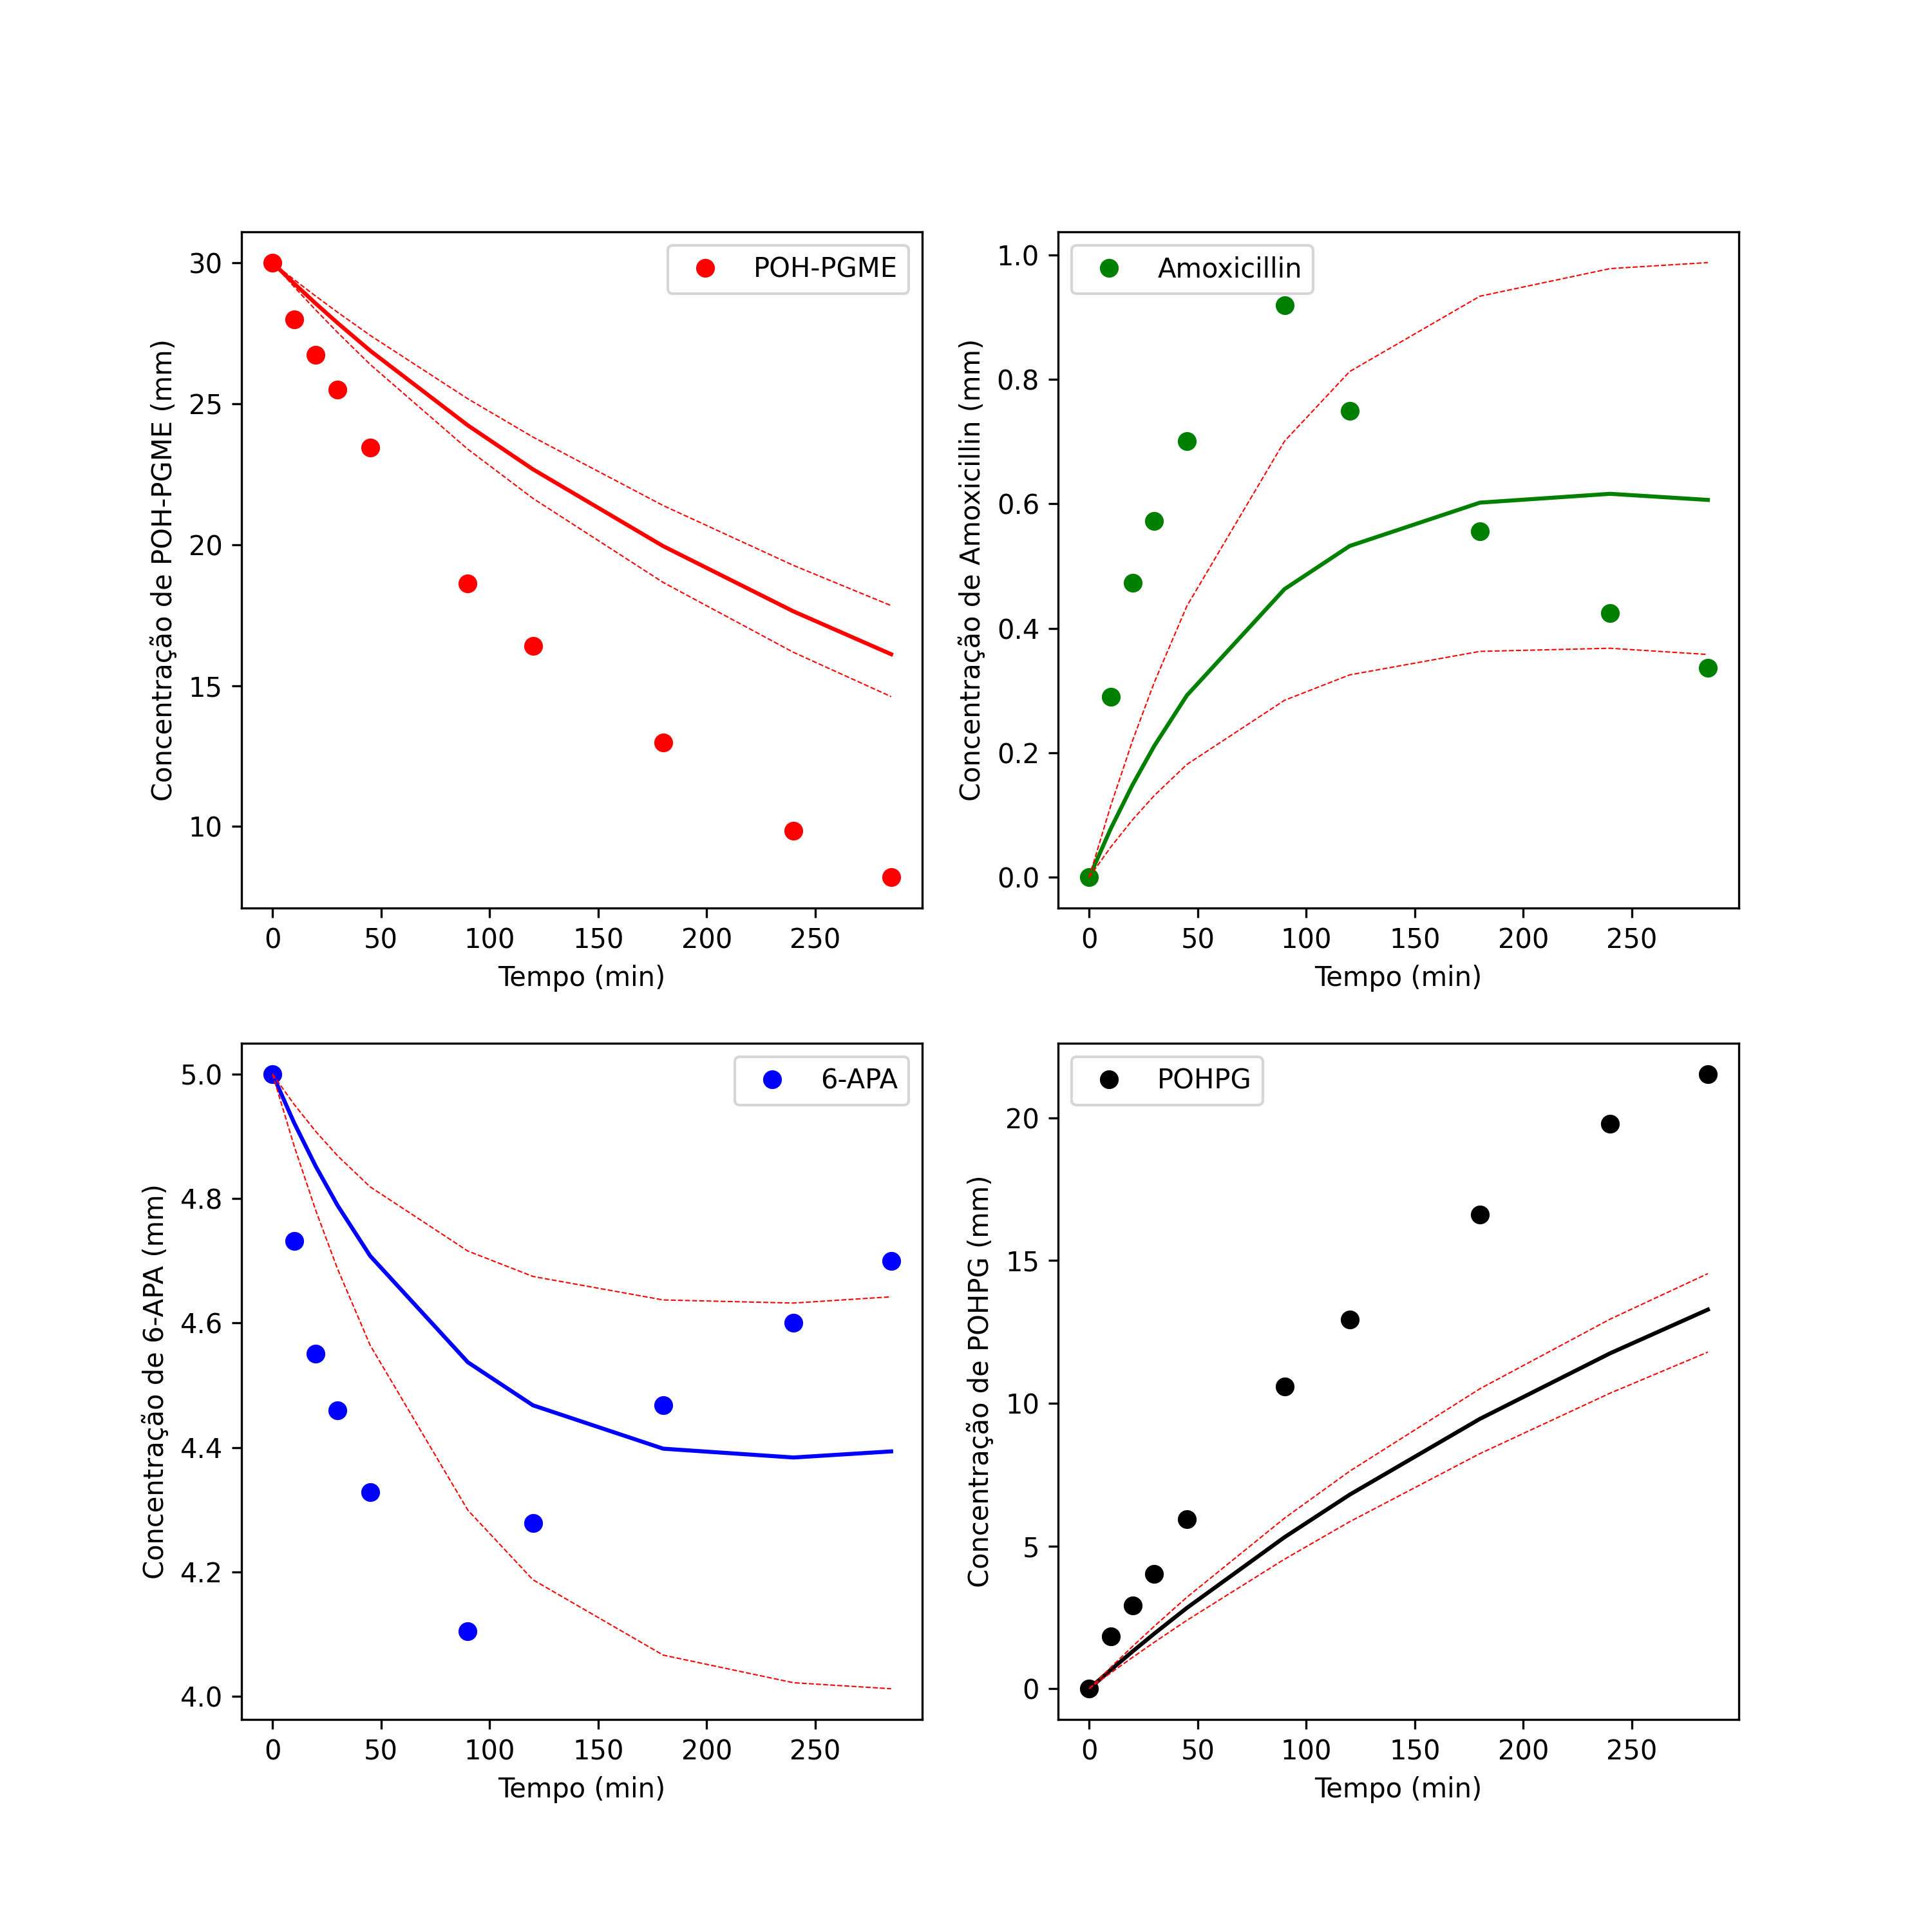 POH-PGME
Concentração de POH-PGME (mm)
30
25
20
15
10
0 50 100 150 200 250
Tempo (min)
Amoxicillin
Concentração de Amoxicillin (mm)
1.0
0.8
0.6
0.4
0.2
0.0
0 50 100 150 200 250
Tempo (min)
6-APA
Concentração de 6-APA (mm)
5.0
4.8
4.6
4.4
4.2
4.0
0 50 100 150 200 250
Tempo (min)
POHPG
Concentração de POHPG (mm)
20
15
10
5
0
0 50 100 150 200 250
Tempo (min)